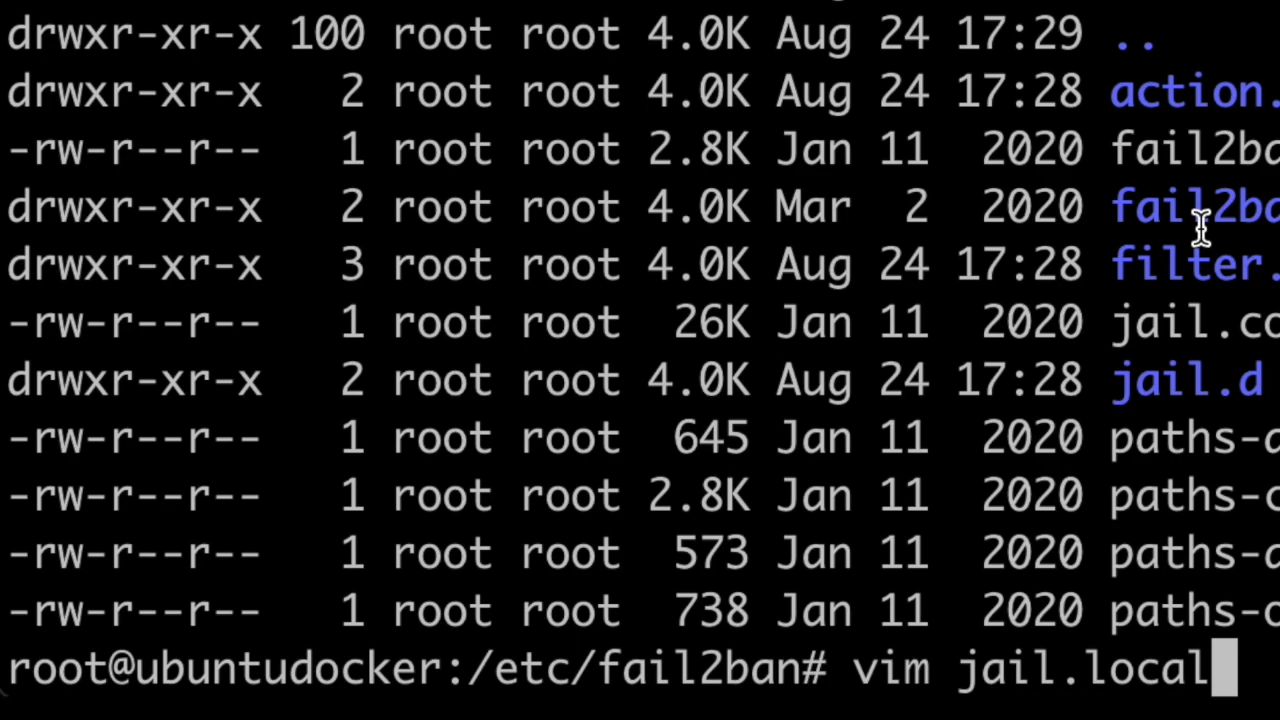 drwxr-xr-x 100 root root 4.0K Aug 24 17:29 ..
drwxr-xr-x 2 root root 4.0K Aug 24 17:28 action.
-rw-r--r-- 1 root root 2.8K Jan 11 2020 fail2ba
drwxr-xr-x 2 root root 4.0K Mar 2 2020 fail2ba
drwxr-xr-x 3 root root 4.0K Aug 24 17:28 filter.
-rw-r--r-- 1 root root 26K Jan 11 2020 jail.co
drwxr-xr-x 2 root root 4.0K Aug 24 17:28 jail.d
-rw-r--r-- 1 root root 645 Jan 11 2020 paths-
-rw-r--r-- 1 root root 2.8K Jan 11 2020 paths-
-rw-r--r-- 1 root root 573 Jan 11 2020 paths-
-rw-r--r-- 1 root root 738 Jan 11 2020 paths-
root@ubuntudocker:/etc/fail2ban# vim jail.local